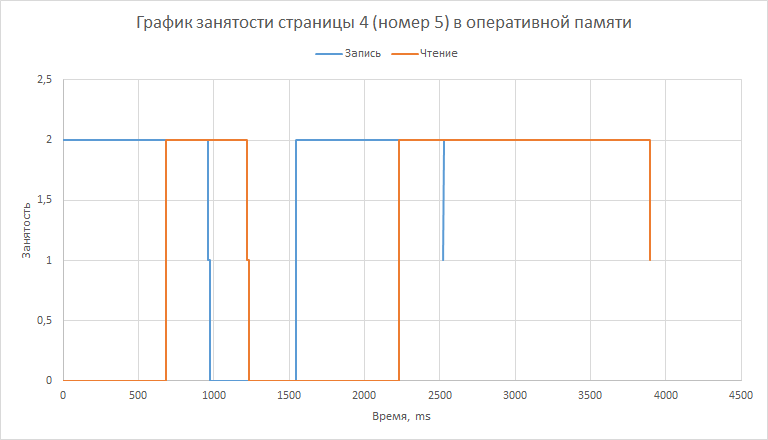 График занятости страницы 4 (номер 5) в оперативной памяти
Запись Чтение
2,5
2
1,5
1
0,5
0
Занятость
0 500 1000 1500 2000 2500 3000 3500 4000 4500
Время, ms